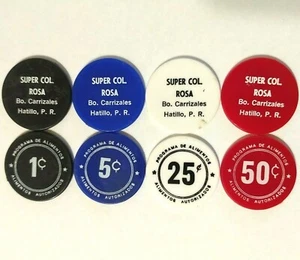 SUPER COL.
ROSA
Bo. Carrizales
Hatillo, P. R.
SUPER COL.
ROSA
Bo. Carrizales
Hatillo, P. R.
SUPER COL.
ROSA
Bo. Carrizales
Hatillo, P. R.
SUPER COL.
ROSA
Bo. Carrizales
Hatillo, P. R.
PROGRAMA DE ALIMENTOS
1¢
ALIMENTOS AUTORIZADOS
PROGRAMA DE ALIMENTOS
5¢
ALIMENTOS AUTORIZADOS
PROGRAMA DE ALIMENTOS
25¢
ALIMENTOS AUTORIZADOS
PROGRAMA DE ALIMENTOS
50¢
ALIMENTOS AUTORIZADOS